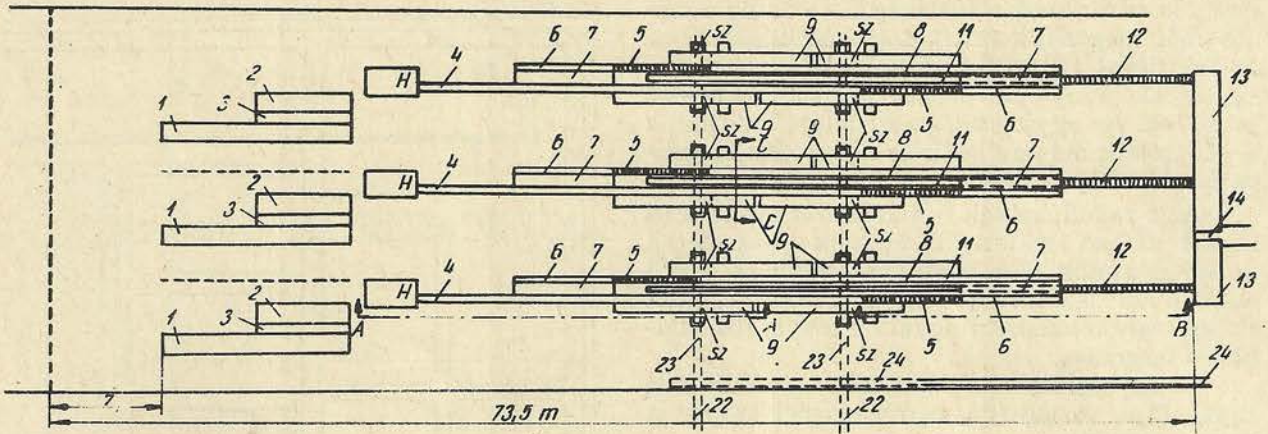 6 7 5 sz 9 sz 8 11 7 12
H 4 13
2
3
1
sz 9 sz 5 6
6 7 5 L 9 8 11 7 12
2 H 4
1 3 14
sz L 9 sz 5 6
6 7 5 8 11 7 12
2 H 4 13
1 3 A B
sz 9 sz 5 6
23 23 24 24
7 73,5 m 22 22